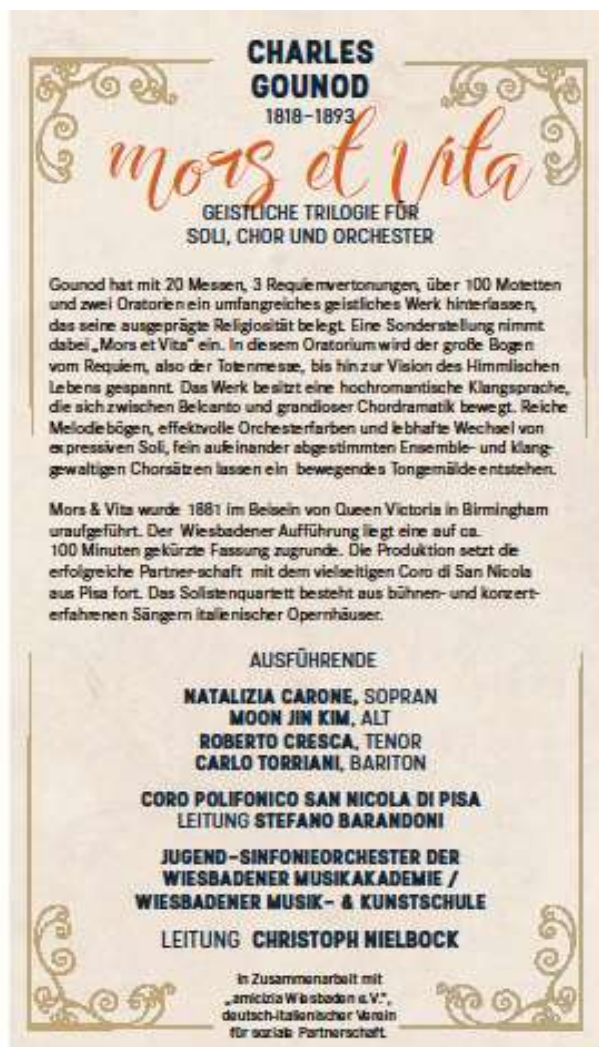 CHARLES
GOUNOD
1818–1893
mors et Vita
GEISTLICHE TRILOGIE FÜR
SOLI, CHOR UND ORCHESTER
Gounod hat mit 20 Messen, 3 Requiemvertonungen, über 100 Motetten
und zwei Oratorien ein umfangreiches geistliches Werk hinterlassen,
das seine ausgeprägte Religiosität belegt. Eine Sonderstellung nimmt
dabei „Mors et Vita“ ein. In diesem Oratorium wird der große Bogen
vom Requiem, also der Totenmesse, bis hin zur Vision des Himmlischen
Lebens gespannt. Das Werk besitzt eine hochromantische Klangsprache,
die sich zwischen Belcanto und grandioser Chordramatik bewegt. Reiche
Melodiebögen, effektvolle Orchesterfarben und lebhafte Wechsel von
expressiven Soli, fein aufeinander abgestimmten Ensemble- und klang-
gewaltigen Chorsätzen lassen ein bewegendes Tongemälde entstehen.
Mors & Vita wurde 1881 im Beisein von Queen Victoria in Birmingham
uraufgeführt. Der Wiesbadener Aufführung liegt eine auf ca.
100 Minuten gekürzte Fassung zugrunde. Die Produktion setzt die
erfolgreiche Partner-schaft mit dem vielseitigen Coro di San Nicola
aus Pisa fort. Das Solistenquartett besteht aus bühnen- und konzert-
erfahrenen Sängern italienischer Opernhäuser.
AUSFÜHRENDE
NATALIZIA CARONE, SOPRAN
MOON JIN KIM, ALT
ROBERTO CRESCA, TENOR
CARLO TORRIANI, BARITON
CORO POLIFONICO SAN NICOLA DI PISA
LEITUNG STEFANO BARANDONI
JUGEND-SINFONIEORCHESTER DER
WIESBADENER MUSIKAKADEMIE /
WIESBADENER MUSIK- & KUNSTSCHULE
LEITUNG CHRISTOPH NIELBOCK
In Zusammenarbeit mit
„amicizia Wiesbaden e.V.“,
deutsch-italienischer Verein
für soziale Partnerschaft.